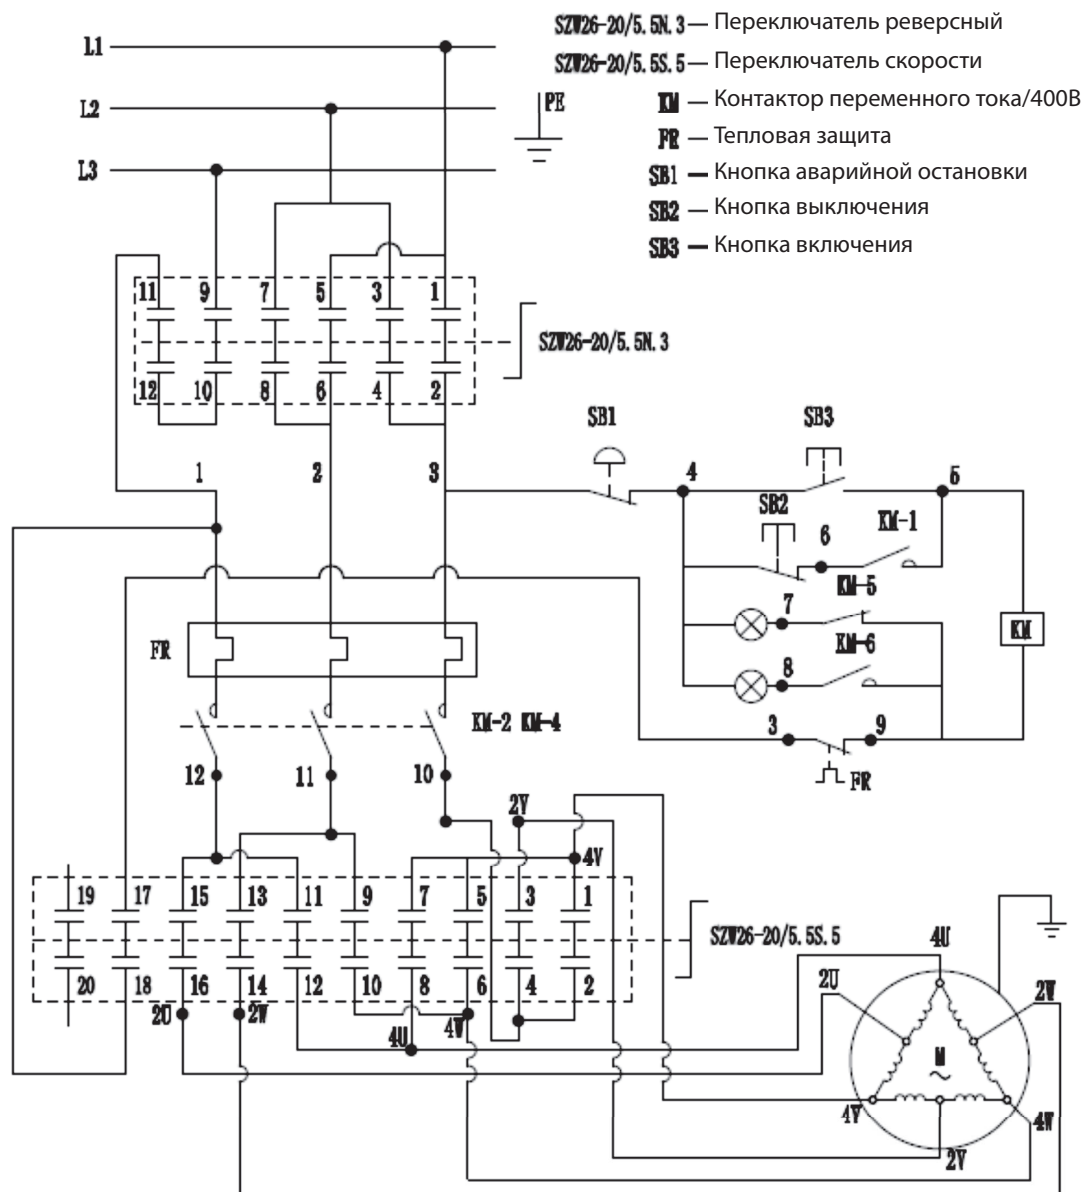 SZW26-20/5.5N.3 — Переключатель реверсный
SZW26-20/5.5S.5 — Переключатель скорости
KM — Контактор переменного тока/400В
FR — Тепловая защита
SB1 — Кнопка аварийной остановки
SB2 — Кнопка выключения
SB3 — Кнопка включения
L1
L2
PE
L3
11 9 7 5 3 1
SZW26-20/5.5N.3
12 10 8 6 4 2
SB1 SB3
1 2 3 4 5
SB2 6 KM-1
KM-5
7
FR KM
KM-6
8
KM-2 KM-4
3 9
12 11 10
FR
2V
4V
19 17 15 13 11 9 7 5 3 1
SZW26-20/5.5S.5
4U
20 18 16 14 12 10 8 6 4 2
2U 2W
2U 2W 4U 4W
M
~
4V 4W
2V